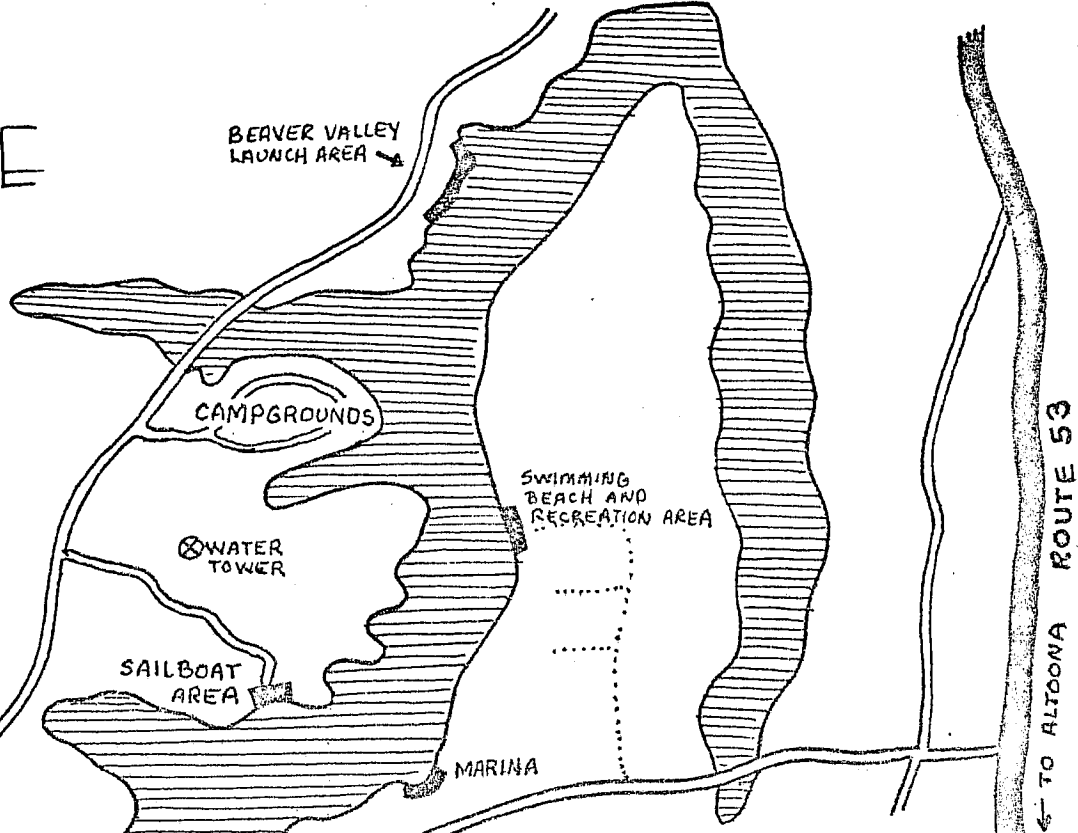 BEAVER VALLEY
LAUNCH AREA
CAMPGROUNDS
SWIMMING
BEACH AND
RECREATION AREA
WATER
TOWER
SAILBOAT
AREA
MARINA
ROUTE 53
← TO ALTOONA